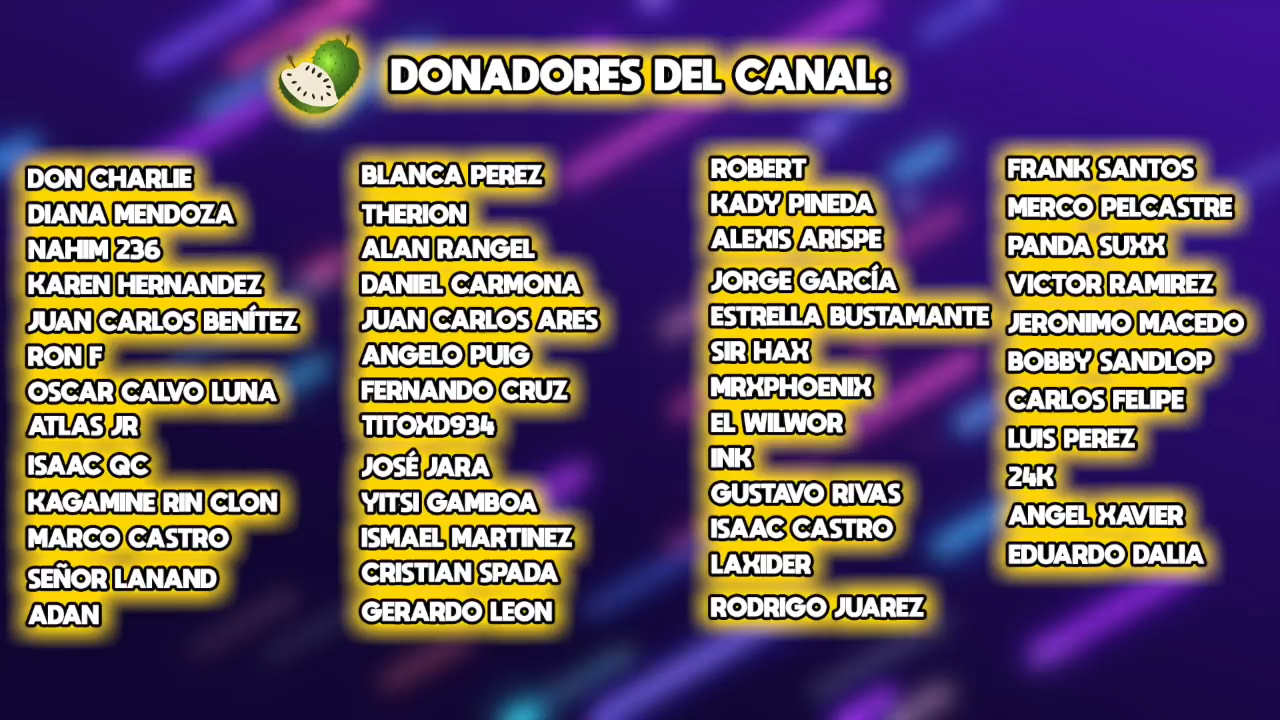 DONADORES DEL CANAL:
DON CHARLIE
DIANA MENDOZA
NAHIM 236
KAREN HERNANDEZ
JUAN CARLOS BENÍTEZ
RON F
OSCAR CALVO LUNA
ATLAS JR
ISAAC QC
KAGAMINE RIN CLON
MARCO CASTRO
SEÑOR LANAND
ADAN
BLANCA PEREZ
THERION
ALAN RANGEL
DANIEL CARMONA
JUAN CARLOS ARES
ANGELO PUIG
FERNANDO CRUZ
TITOXD934
JOSÉ JARA
YITSI GAMBOA
ISMAEL MARTINEZ
CRISTIAN SPADA
GERARDO LEON
ROBERT
KADY PINEDA
ALEXIS ARISPE
JORGE GARCÍA
ESTRELLA BUSTAMANTE
SIR HAX
MRXPHOENIX
EL WILWOR
INK
GUSTAVO RIVAS
ISAAC CASTRO
LAXIDER
RODRIGO JUAREZ
FRANK SANTOS
MERCO PELCASTRE
PANDA SUXX
VICTOR RAMIREZ
JERONIMO MACEDO
BOBBY SANDLOP
CARLOS FELIPE
LUIS PEREZ
24K
ANGEL XAVIER
EDUARDO DALIA